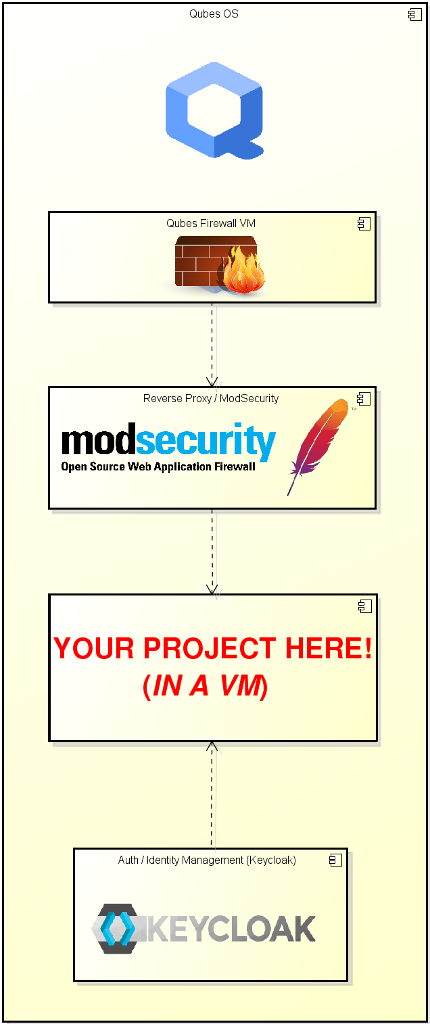 Qubes OS
Qubes Firewall VM
Reverse Proxy / ModSecurity
modsecurity
Open Source Web Application Firewall
YOUR PROJECT HERE!
(IN A VM)
Auth / Identity Management (Keycloak)
KEYCLOAK